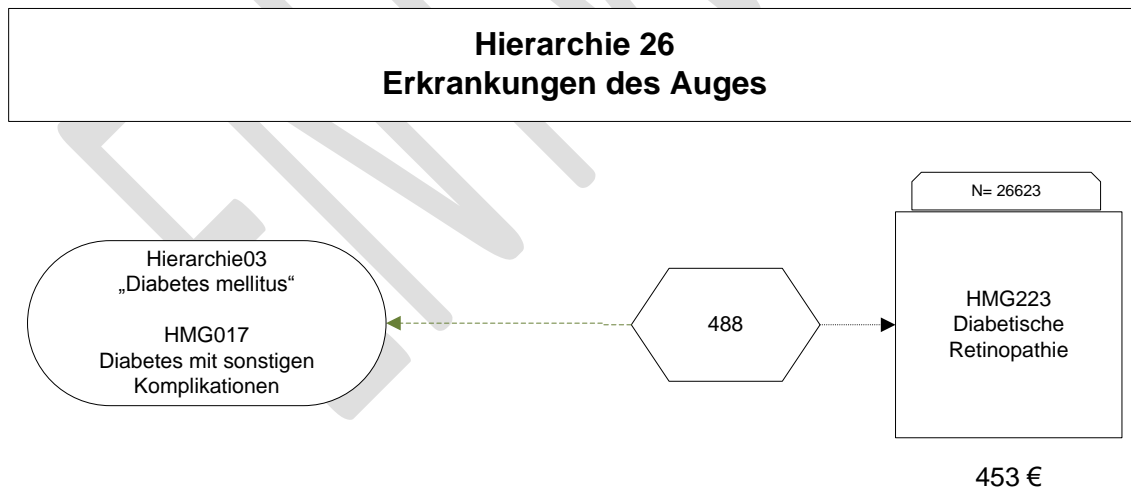 Hierarchie 26
Erkrankungen des Auges
N= 26623
Hierarchie03
„Diabetes mellitus“
HMG017
Diabetes mit sonstigen
Komplikationen
488
HMG223
Diabetische
Retinopathie
453 €